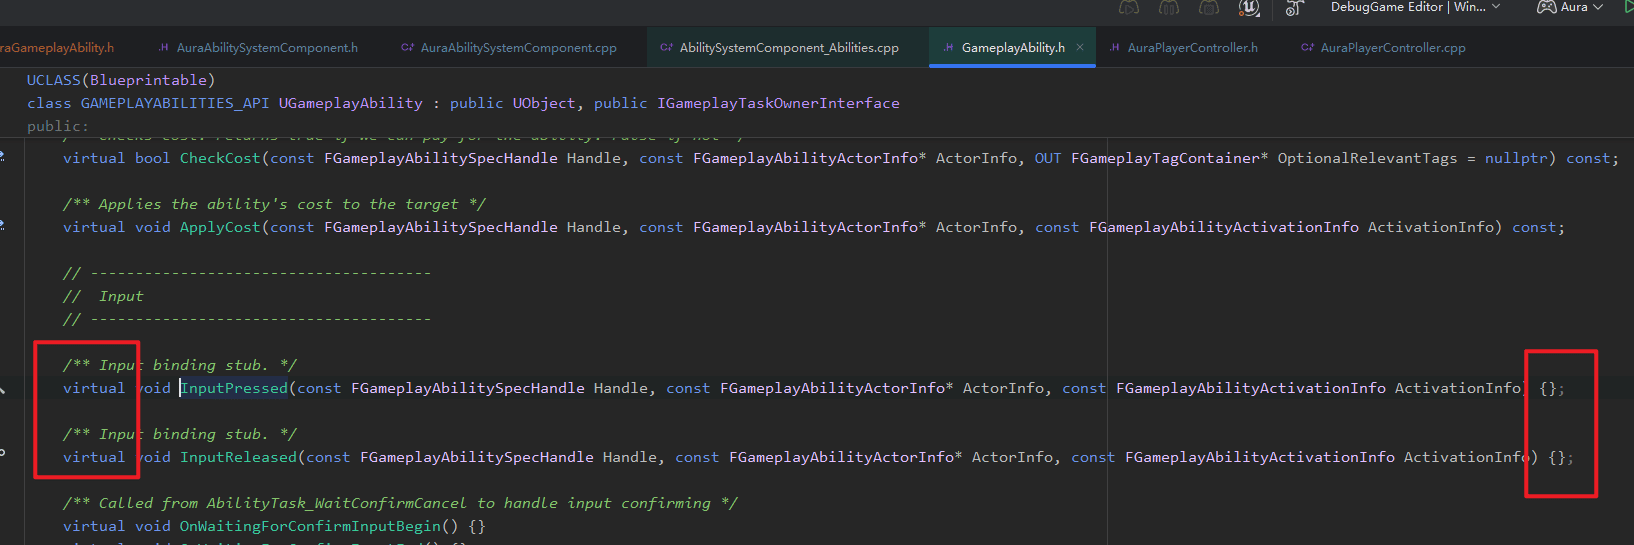 DebugGame Editor | Win...
Aura
raGameplayAbility.h
.H AuraAbilitySystemComponent.h
C+ AuraAbilitySystemComponent.cpp
C+ AbilitySystemComponent_Abilities.cpp
.H GameplayAbility.h ×
.H AuraPlayerController.h
C+ AuraPlayerController.cpp
UCLASS(Blueprintable)
class GAMEPLAYABILITIES_API UGameplayAbility : public UObject, public IGameplayTaskOwnerInterface
public:
virtual bool CheckCost(const FGameplayAbilitySpecHandle Handle, const FGameplayAbilityActorInfo* ActorInfo, OUT FGameplayTagContainer* OptionalRelevantTags = nullptr) const;
/** Applies the ability's cost to the target */
virtual void ApplyCost(const FGameplayAbilitySpecHandle Handle, const FGameplayAbilityActorInfo* ActorInfo, const FGameplayAbilityActivationInfo ActivationInfo) const;
// --------------------------------------
// Input
// --------------------------------------
/** Input binding stub. */
virtual void InputPressed(const FGameplayAbilitySpecHandle Handle, const FGameplayAbilityActorInfo* ActorInfo, const FGameplayAbilityActivationInfo ActivationInfo) {};
/** Input binding stub. */
virtual void InputReleased(const FGameplayAbilitySpecHandle Handle, const FGameplayAbilityActorInfo* ActorInfo, const FGameplayAbilityActivationInfo ActivationInfo) {};
/** Called from AbilityTask_WaitConfirmCancel to handle input confirming */
virtual void OnWaitingForConfirmInputBegin() {}